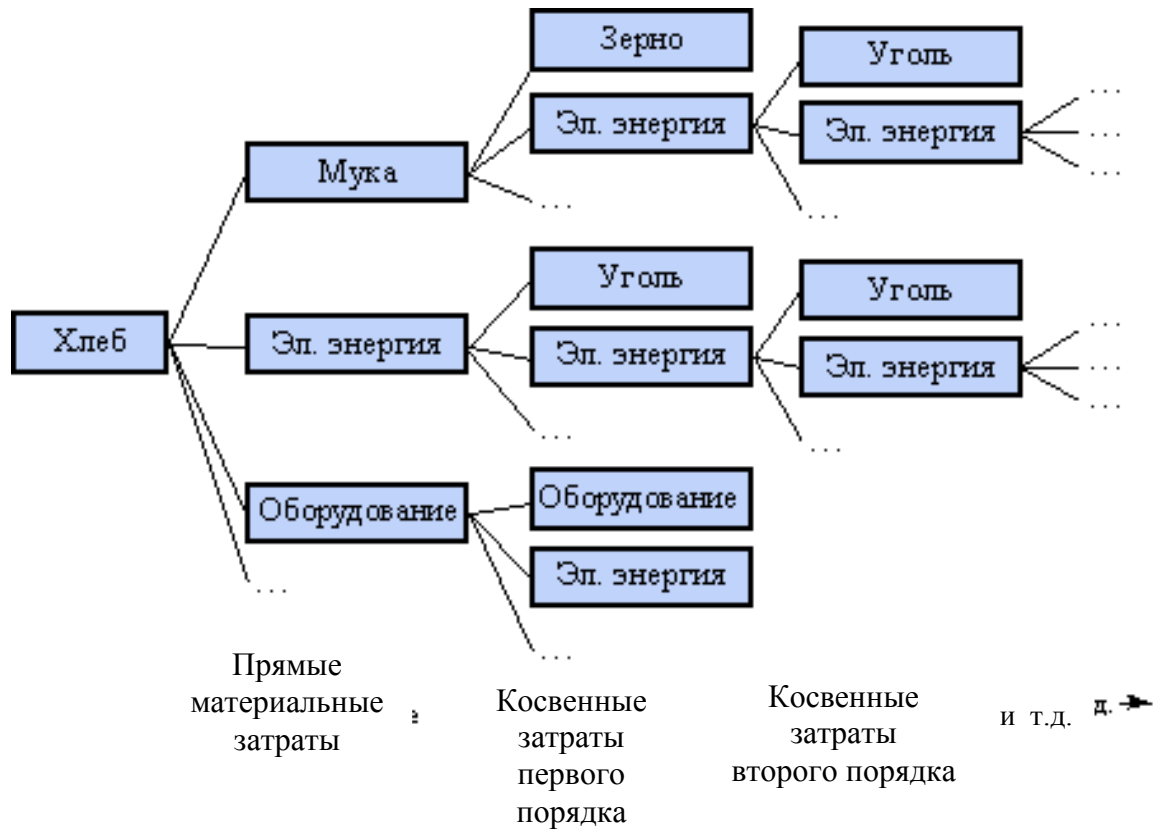 Зерно
Уголь
Эл. энергия
Эл. энергия
...
...
...
Мука
...
...
Уголь
Уголь
Хлеб
Эл. энергия
Эл. энергия
Эл. энергия
...
...
...
...
...
Оборудование
Оборудование
Эл. энергия
...
...
Прямые
материальные
затраты
Косвенные
затраты
первого
порядка
Косвенные
затраты
второго порядка
и т.д.
д.